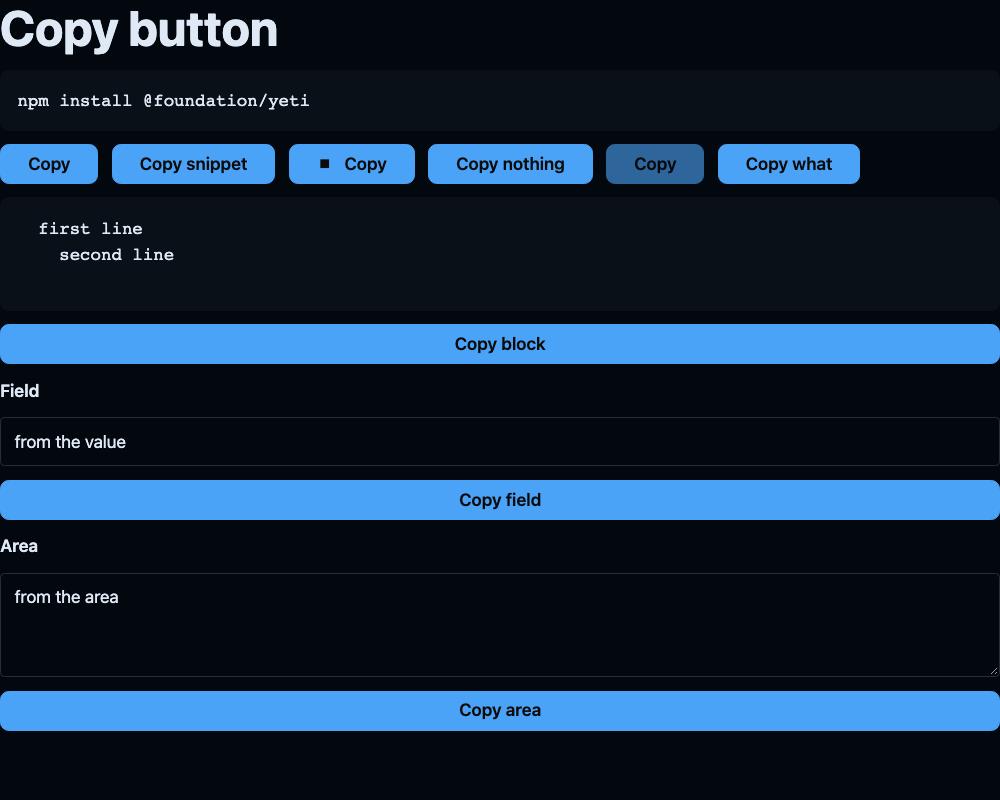 Copy button
npm install @foundation/yeti
Copy
Copy snippet
Copy
Copy nothing
Copy
Copy what
first line
second line
Copy block
Field
from the value
Copy field
Area
from the area
Copy area